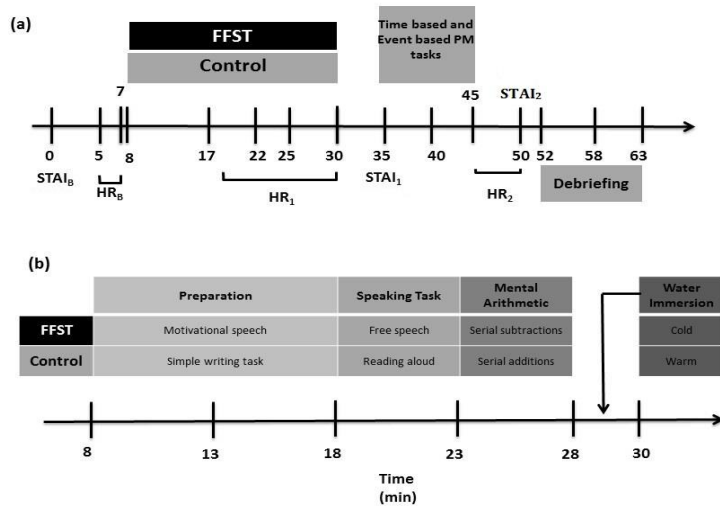 (a)
FFST
Control
Time based and
Event based PM
tasks
7
45
STAI2
0
5
8
17
22
25
30
35
40
50
52
58
63
STAIB
HRB
HR1
STAI1
HR2
Debriefing
(b)
Preparation
Speaking Task
Mental
Arithmetic
Water
Immersion
FFST
Motivational speech
Free speech
Serial subtractions
Cold
Control
Simple writing task
Reading aloud
Serial additions
Warm
8
13
18
23
28
30
Time
(min)